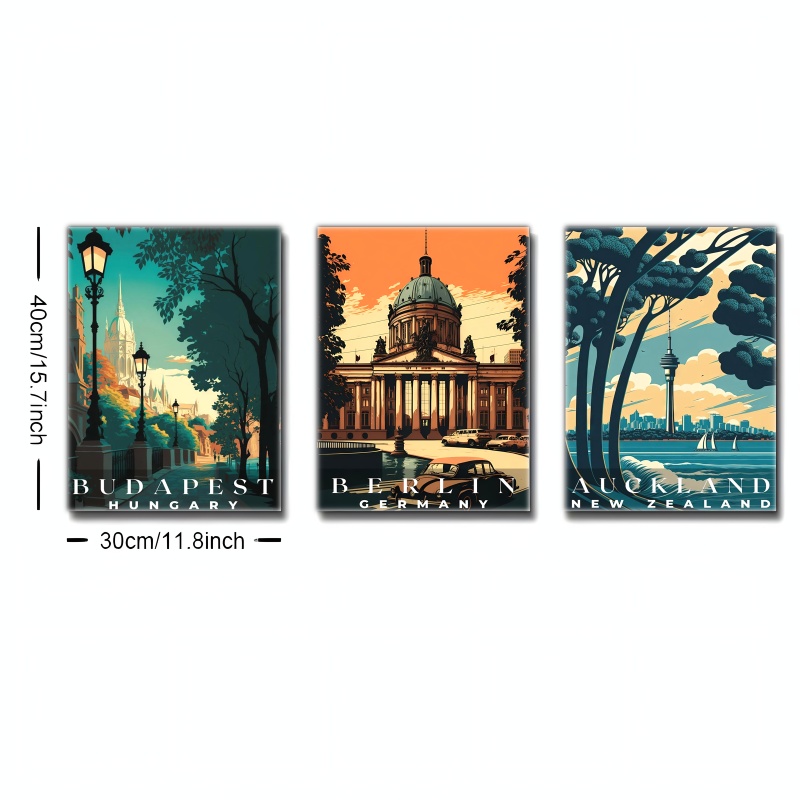 40cm/15.7inch
BUDAPEST
HUNGARY
BERLIN
GERMANY
AUCKLAND
NEW ZEALAND
30cm/11.8inch